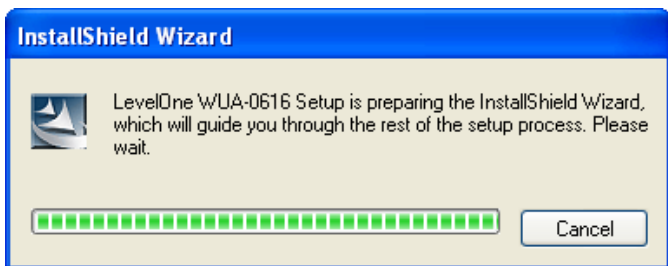 InstallShield Wizard
LevelOne WUA-0616 Setup is preparing the InstallShield Wizard,
which will guide you through the rest of the setup process. Please
wait.
Cancel